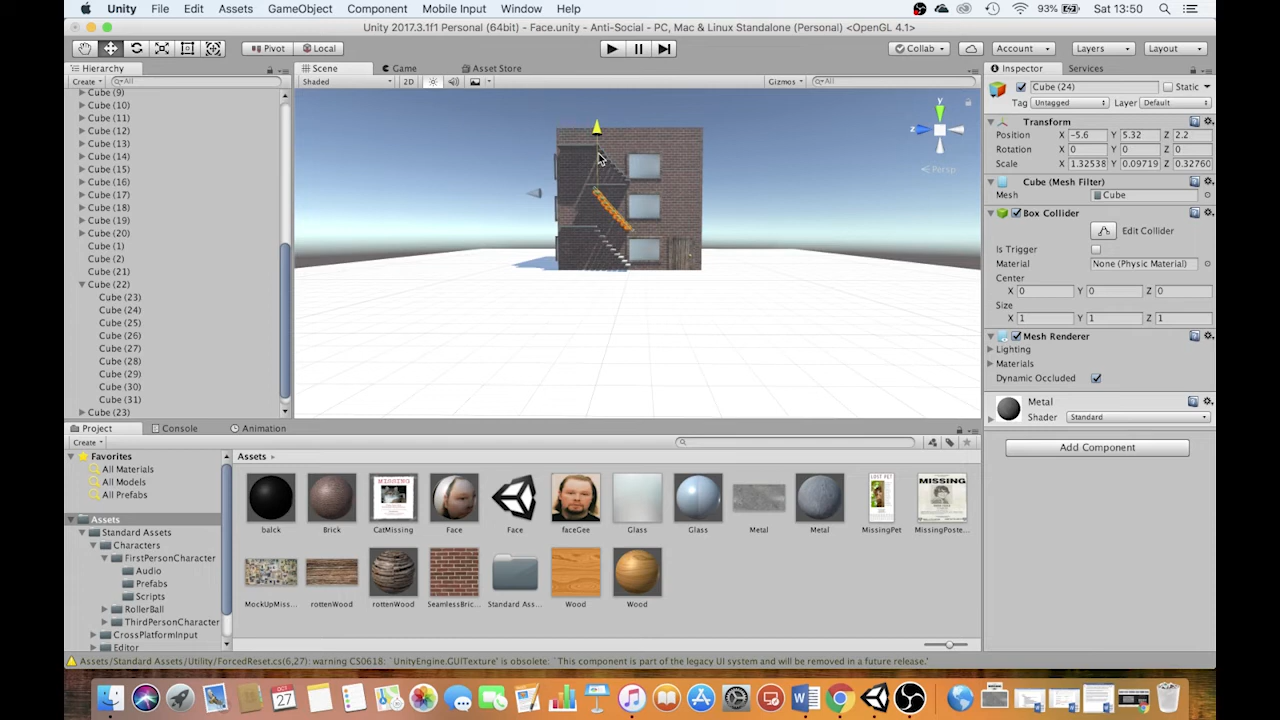 Unity File Edit Assets GameObject Component Mobile Input Window Help 93% Sat 13:50
Unity 2017.3.1f1 Personal (64bit) - Face.unity - Anti-Social - PC, Mac & Linux Standalone (Personal) <OpenGL 4.1>
Pivot Local Collab Account Layers Layout
Hierarchy Scene Game Asset Store Inspector Services
Create All Shaded 2D Gizmos All
Cube (9)
Cube (10)
Cube (11)
Cube (12)
Cube (13)
Cube (14)
Cube (15)
Cube (16)
Cube (17)
Cube (18)
Cube (19)
Cube (20)
Cube (1)
Cube (2)
Cube (21)
Cube (22)
Cube (23)
Cube (24)
Cube (25)
Cube (26)
Cube (27)
Cube (28)
Cube (29)
Cube (30)
Cube (31)
Cube (23)
y
z
Persp
Cube (24) Static
Tag Untagged Layer Default
Transform
Position X -5.6 Y 5.32 Z 2.2
Rotation X 0 Y 0 Z 0
Scale X 1.32538 Y 0.09719 Z 0.32760
Cube (Mesh Filter)
Mesh Cube
Box Collider
Edit Collider
Is Trigger
Material None (Physic Material)
Center
X 0 Y 0 Z 0
Size
X 1 Y 1 Z 1
Mesh Renderer
Lighting
Materials
Dynamic Occluded
Metal
Shader Standard
Add Component
Project Console Animation
Create
Favorites
All Materials
All Models
All Prefabs
Assets
Standard Assets
Characters
FirstPersonCharacter
Audio
Prefabs
Scripts
RollerBall
ThirdPersonCharacter
CrossPlatformInput
Editor
Assets
MISSING
LOST PET
MISSING
balck Brick CatMissing Face Face faceGee Glass Glass Metal Metal MissingPet MissingPoste...
MockUpMiss... rottenWood rottenWood SeamlessBric... Standard Ass... Wood Wood
Assets/Standard Assets/Utility/ForcedReset.cs(6,27): warning CS0618: `UnityEngine.GUITexture' is obsolete: `This component is part of the legacy UI system and will be removed in a future release.'
OCT
27